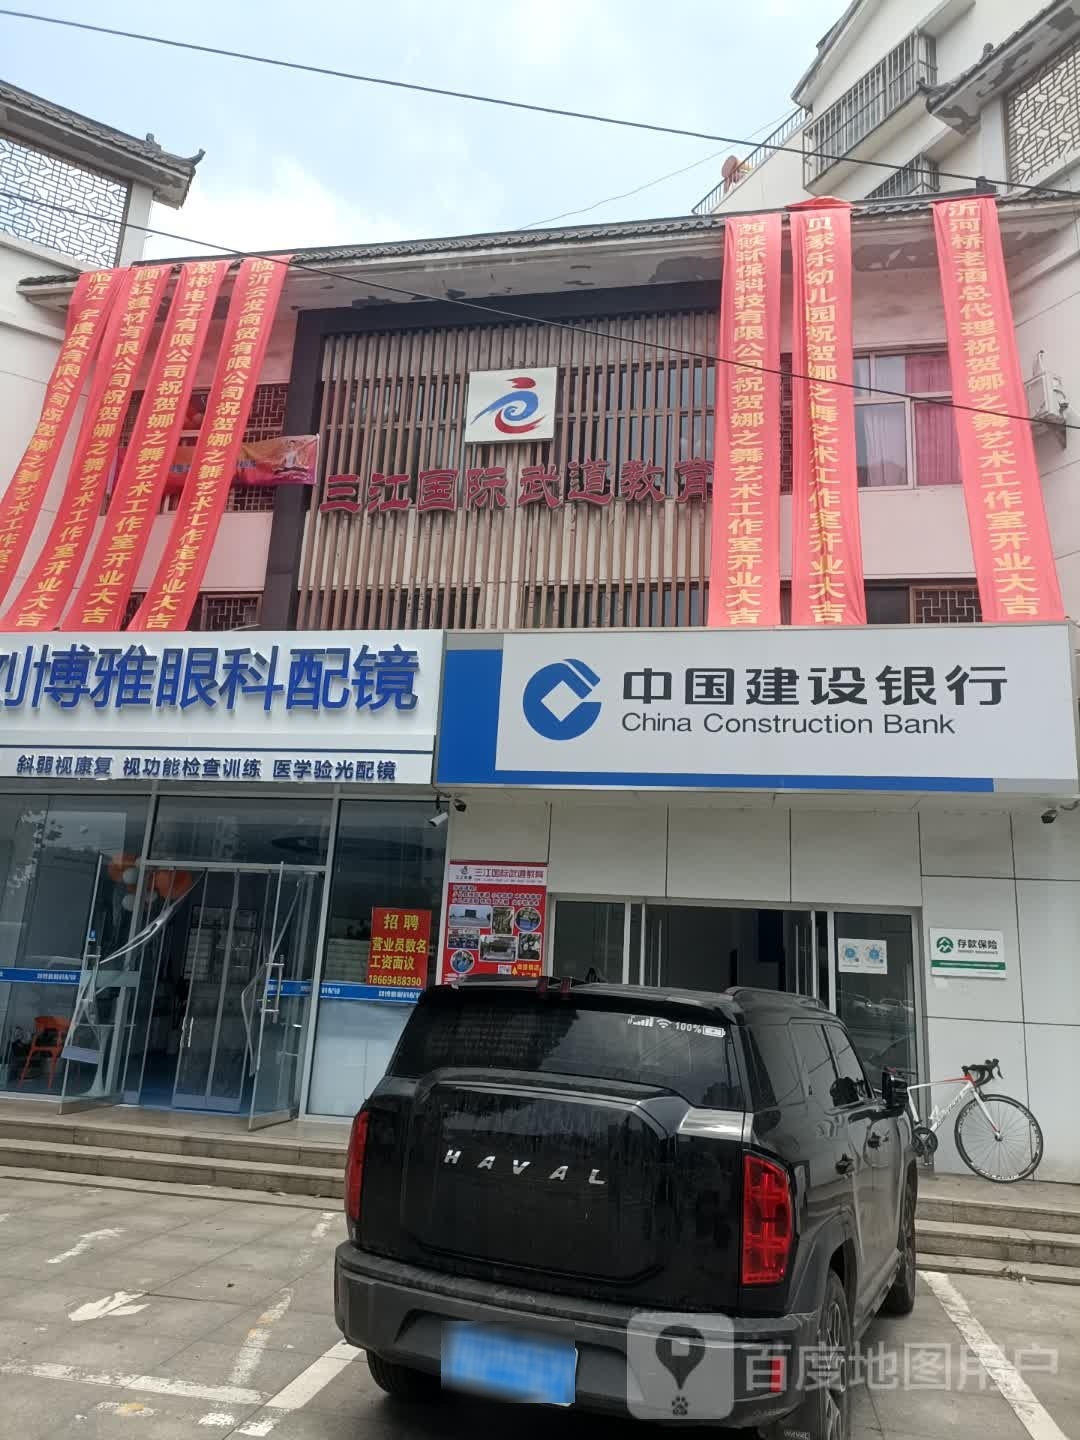 临沂
宇建筑有限公司祝贺娜之舞艺术工作室开
顺达建材有限公司祝贺娜之舞艺术工作室开业大吉
彬电子有限公司祝贺娜之舞艺术工作室开业大吉
临沂云发商贸有限公司祝贺娜之舞艺术工作室开业大吉
西峡环保科技有限公司祝贺娜之舞艺术工作室开业大吉
贝家乐幼儿园祝贺娜之舞艺术工作室开业大吉
沂河桥老酒总代理祝贺娜之舞艺术工作室开业大吉
三江国际武道教育
刘博雅眼科配镜
斜弱视康复 视功能检查训练 医学验光配镜
中国建设银行
China Construction Bank
三江国际武道教育
招聘
营业员数名
工资面议
18669488390
存款保险
100%
HAVAL
百度地图用户